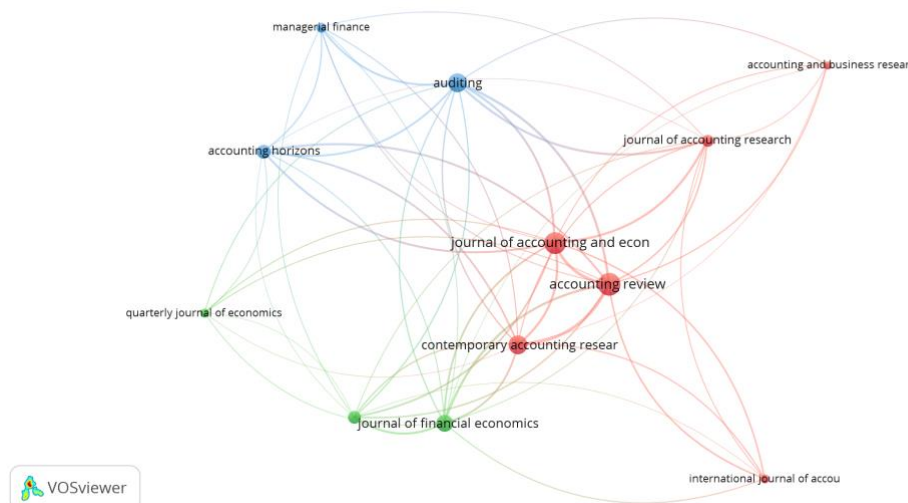 managerial finance
accounting and business resear
auditing
journal of accounting research
accounting horizons
journal of accounting and econ
accounting review
quarterly journal of economics
contemporary accounting resear
journal of financial economics
international journal of accou
VOSviewer